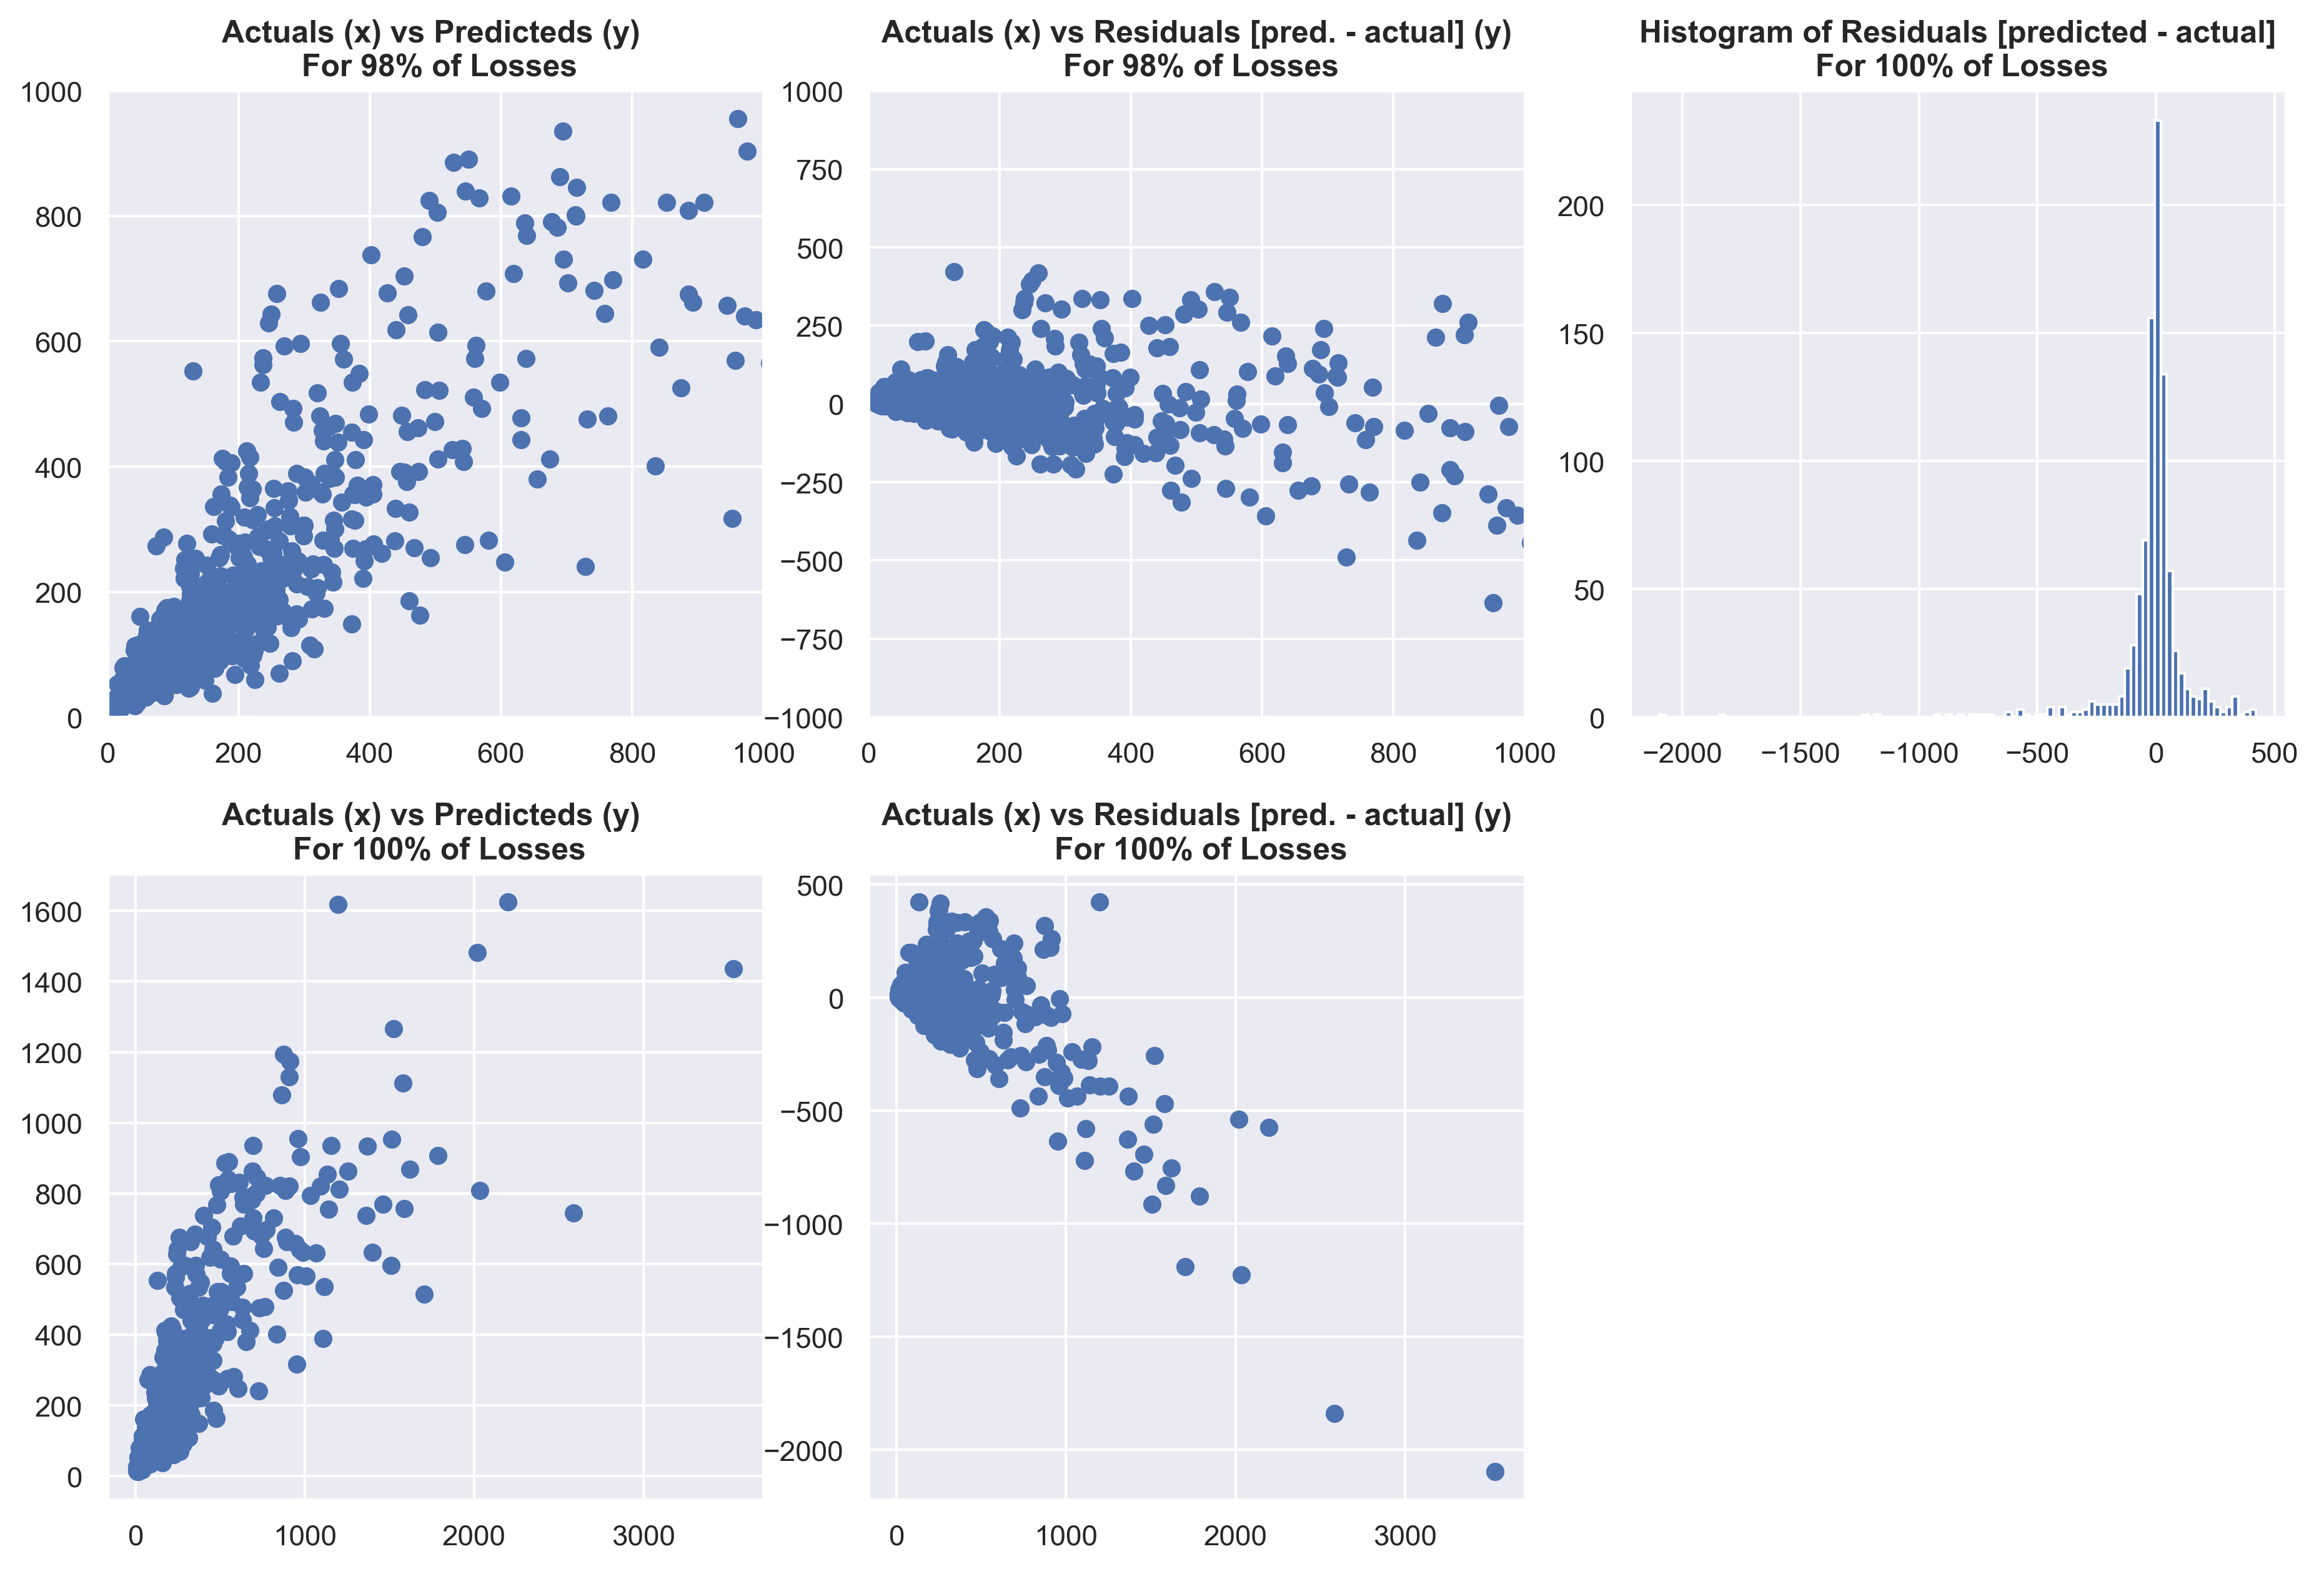 Actuals (x) vs Predicteds (y)
For 98% of Losses
1000
800
600
400
200
0
0 200 400 600 800 1000
Actuals (x) vs Residuals [pred. - actual] (y)
For 98% of Losses
1000
750
500
250
0
−250
−500
−750
−1000
0 200 400 600 800 1000
Histogram of Residuals [predicted - actual]
For 100% of Losses
200
150
100
50
0
−2000 −1500 −1000 −500 0 500
Actuals (x) vs Predicteds (y)
For 100% of Losses
1600
1400
1200
1000
800
600
400
200
0
0 1000 2000 3000
Actuals (x) vs Residuals [pred. - actual] (y)
For 100% of Losses
500
0
−500
−1000
−1500
−2000
0 1000 2000 3000